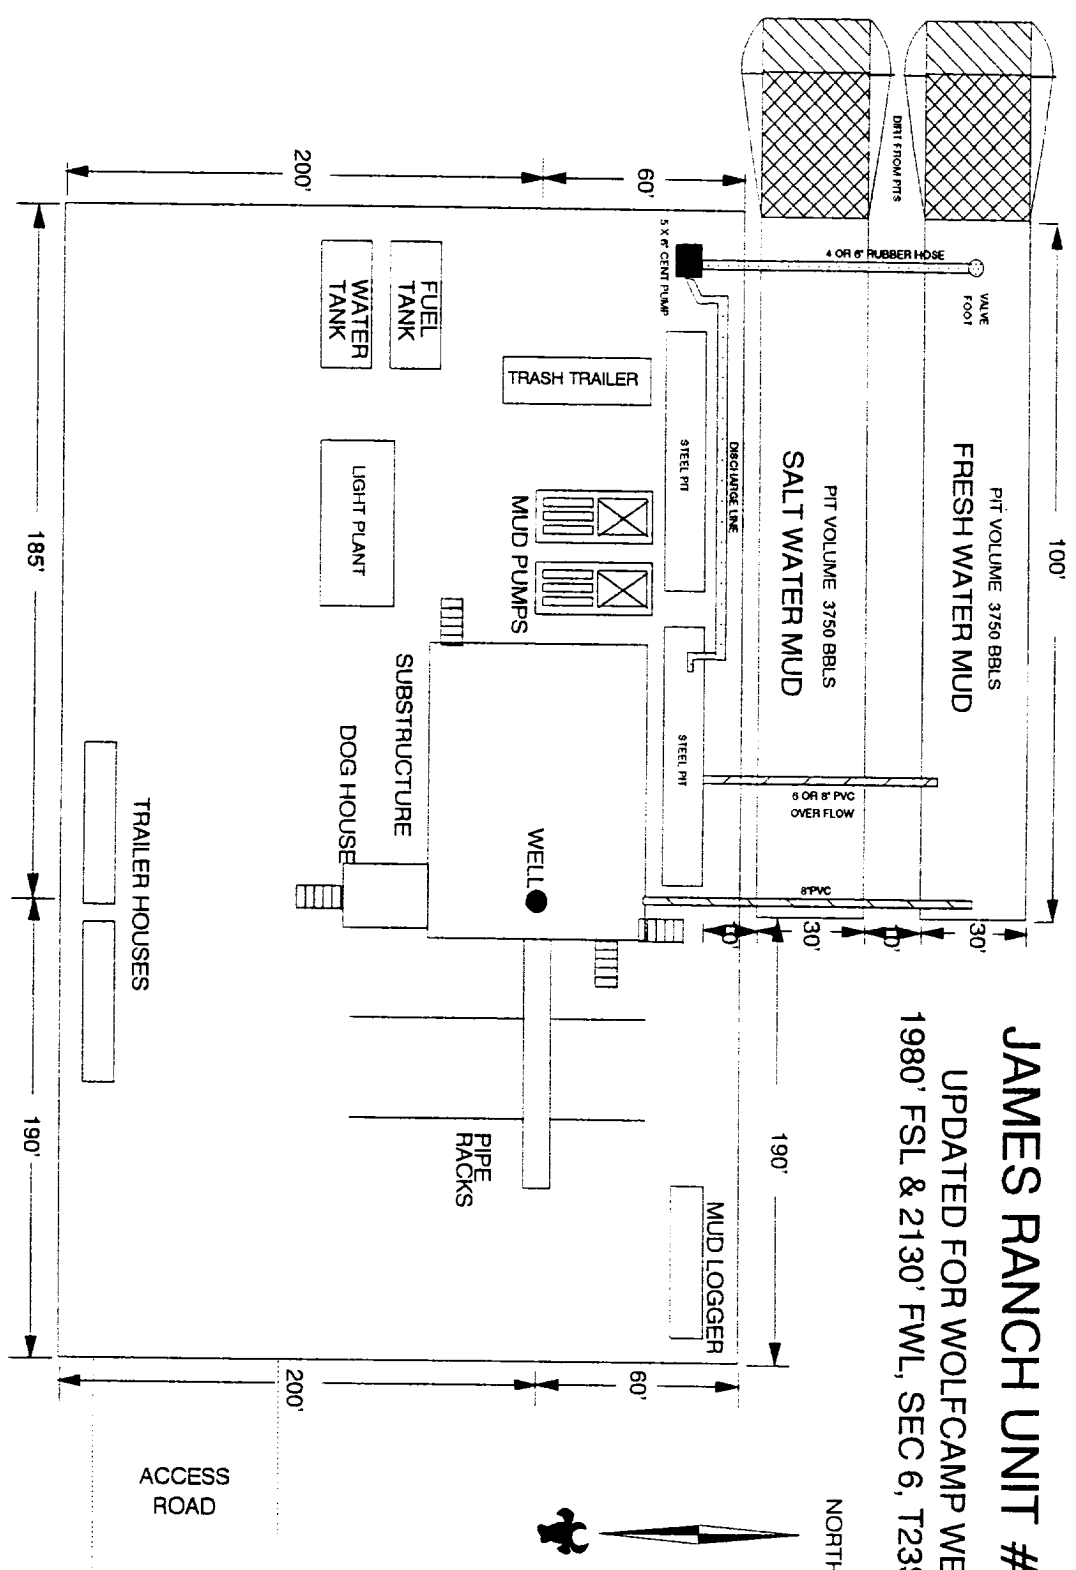 JAMES RANCH UNIT #
UPDATED FOR WOLFCAMP WE
1980' FSL & 2130' FWL, SEC 6, T23S
NORTH
100'
30'
10'
30'
10'
DIRT FROM PITS
4 OR 6" RUBBER HOSE
VALVE
FOOT
PIT VOLUME 3750 BBLS
FRESH WATER MUD
PIT VOLUME 3750 BBLS
SALT WATER MUD
6 OR 8" PVC
OVER FLOW
8"PVC
190'
60'
200'
5 X 6" CENT PUMP
DISCHARGE LINE
STEEL PIT
STEEL PIT
TRASH TRAILER
FUEL
TANK
WATER
TANK
MUD PUMPS
LIGHT PLANT
SUBSTRUCTURE
DOG HOUSE
WELL
PIPE
RACKS
MUD LOGGER
TRAILER HOUSES
60'
200'
185'
190'
ACCESS
ROAD